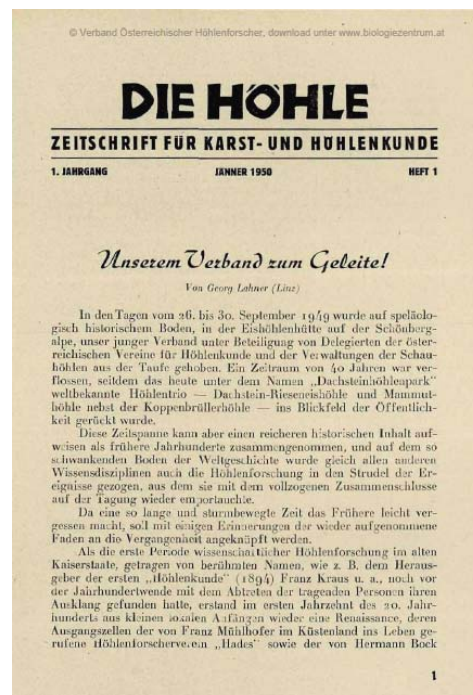 © Verband Österreichischer Höhlenforscher, download unter www.biologiezentrum.at
DIE HÖHLE
ZEITSCHRIFT FÜR KARST- UND HÖHLENKUNDE
1. JAHRGANG JÄNNER 1950 HEFT 1
Unserem Verband zum Geleite!
Von Georg Lahner (Linz)
In den Tagen vom 26. bis 30. September 1949 wurde auf speläolo-
gisch historischem Boden, in der Eishöhlenhütte auf der Schönberg-
alpe, unser junger Verband unter Beteiligung von Delegierten der öster-
reichischen Vereine für Höhlenkunde und der Verwaltungen der Schau-
höhlen aus der Taufe gehoben. Ein Zeitraum von 40 Jahren war ver-
flossen, seitdem das heute unter dem Namen „Dachsteinhöhlenpark“
weltbekannte Höhlentrio — Dachstein-Rieseneishöhle und Mammut-
höhle nebst der Koppenbrüllerhöhle — ins Blickfeld der Öffentlich-
keit gerückt wurde.
Diese Zeitspanne kann aber einen reicheren historischen Inhalt auf-
weisen als frühere Jahrhunderte zusammengenommen, und auf dem so
schwankenden Boden der Weltgeschichte wurde gleich allen anderen
Wissensdisziplinen auch die Höhlenforschung in den Strudel der Er-
eignisse gezogen, aus dem sie mit dem vollzogenen Zusammenschlusse
auf der Tagung wieder emportauchte.
Da eine so lange und sturmbewegte Zeit das Frühere leicht ver-
gessen macht, soll mit einigen Erinnerungen der wieder aufgenommene
Faden an die Vergangenheit angeknüpft werden.
Als die erste Periode wissenschaftlicher Höhlenforschung im alten
Kaiserstaate, getragen von berühmten Namen, wie z. B. dem Heraus-
geber der ersten „Höhlenkunde“ (1894) Franz Kraus u. a., noch vor
der Jahrhundertwende mit dem Abtreten der tragenden Personen ihren
Ausklang gefunden hatte, erstand im ersten Jahrzehnt des 20. Jahr-
hunderts aus kleinen lokalen Anfängen wieder eine Renaissance, deren
Ausgangszellen der von Franz Mühlhofer im Küstenland ins Leben ge-
rufene Höhlenforscherverein „Hades“ sowie der von Hermann Bock
1